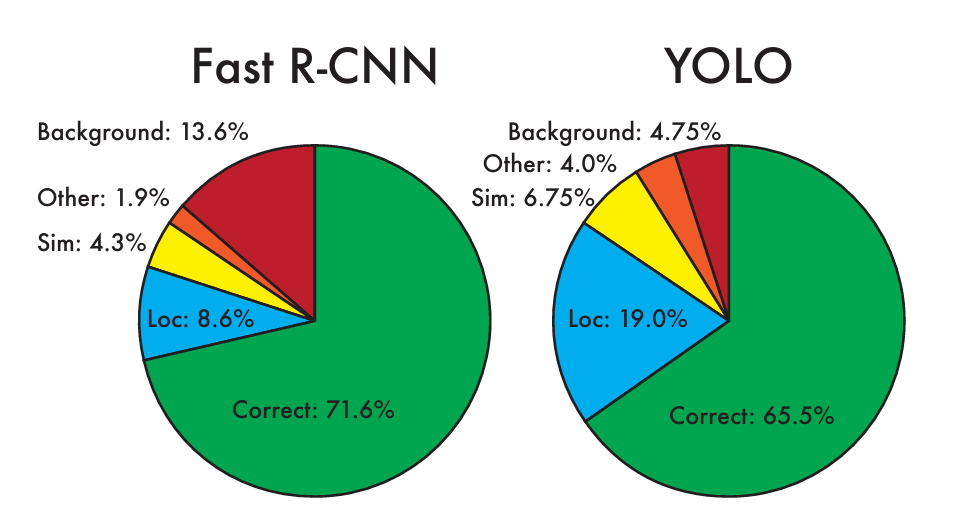 Fast R-CNN
Background: 13.6%
Other: 1.9%
Sim: 4.3%
Loc: 8.6%
Correct: 71.6%
YOLO
Background: 4.75%
Other: 4.0%
Sim: 6.75%
Loc: 19.0%
Correct: 65.5%